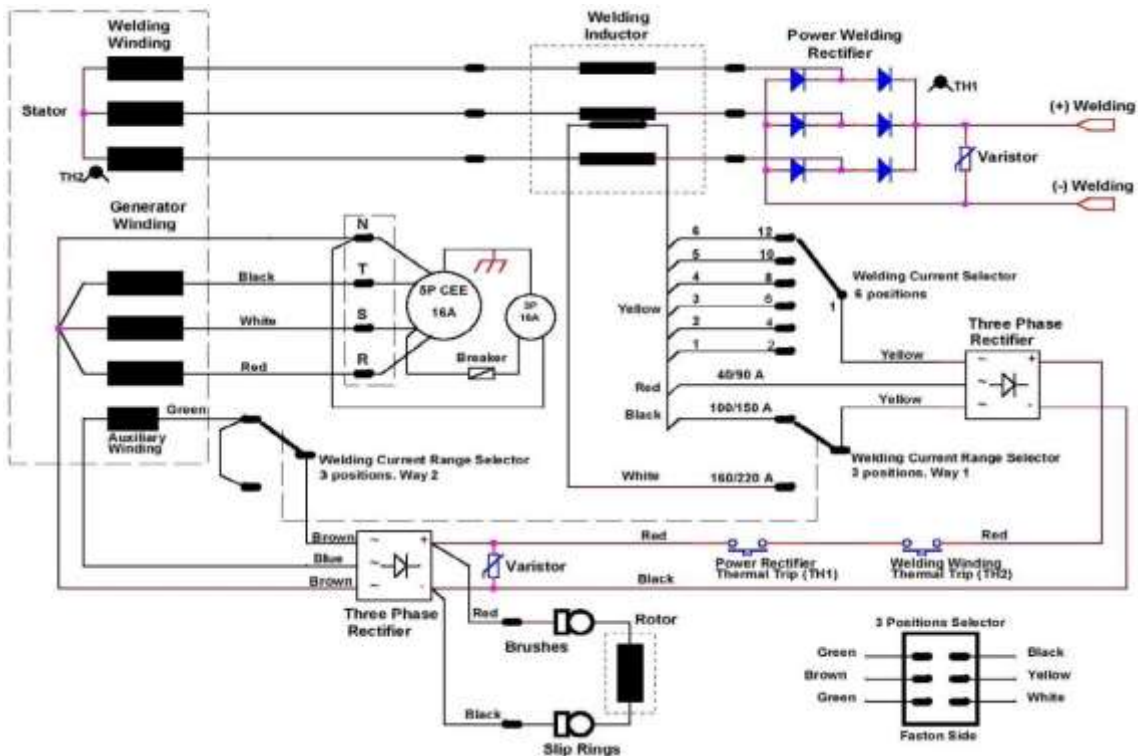 Welding
Winding
Welding
Inductor
Power Welding
Rectifier
TH1
(+) Welding
Stator
Varistor
TH2
(-) Welding
Generator
Winding
N
6 12
5 10
Black
T
4 8
Welding Current Selector
6 positions
5P CEE
16A
3P
16A
3 6
1
White
S
Yellow
2 4
Three Phase
Rectifier
Red
R
Breaker
1 2
Yellow
~ +
40/90 A
Red
Yellow
~ -
Green
Black
100/150 A
Auxiliary
Winding
Welding Current Range Selector
3 positions. Way 2
Welding Current Range Selector
3 positions. Way 1
White
160/220 A
Brown
~ +
Red
Red
Blue
~
Varistor
Power Rectifier
Thermal Trip (TH1)
Welding Winding
Thermal Trip (TH2)
Brown
~ -
Black
Three Phase
Rectifier
Red
Rotor
3 Positions Selector
Brushes
Green
Black
Brown
Yellow
Green
White
Black
Slip Rings
Faston Side